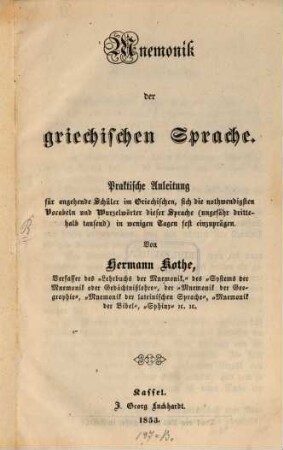 Mnemonik
der
griechischen Sprache.
Praktische Anleitung
für angehende Schüler im Griechischen, sich die nothwendigsten
Vocabeln und Wurzelwörter dieser Sprache (ungefähr dritte-
halb tausend) in wenigen Tagen fest einzuprägen.
Von
Hermann Kothe,
Verfasser des »Lehrbuchs der Mnemonik«, des »Systems der
Mnemonik oder Gedächtnißlehre«, der »Mnemonik der Geo-
graphie«, »Mnemonik der lateinischen Sprache«, »Mnemonik
der Bibel«, »Sphinx« ꝛc. ꝛc.
Kassel.
J. Georg Luckhardt.
1853.
197-B.